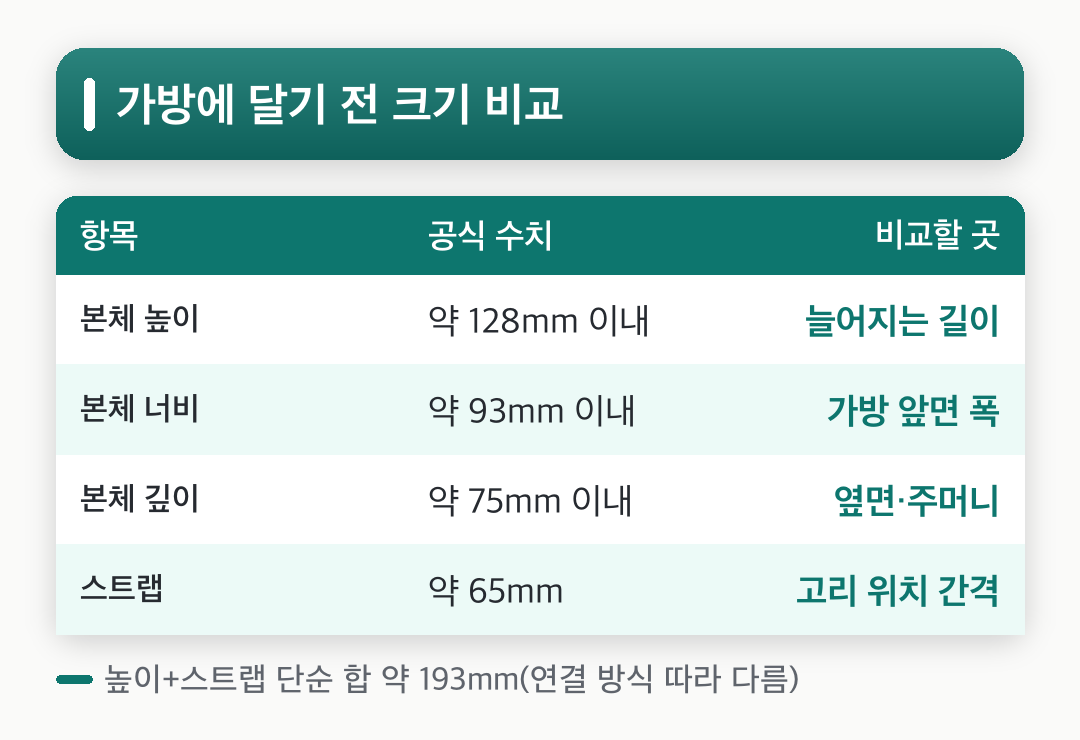 가방에 달기 전 크기 비교
항목 공식 수치 비교할 곳
본체 높이 약 128mm 이내 늘어지는 길이
본체 너비 약 93mm 이내 가방 앞면 폭
본체 깊이 약 75mm 이내 옆면·주머니
스트랩 약 65mm 고리 위치 간격
높이+스트랩 단순 합 약 193mm(연결 방식 따라 다름)